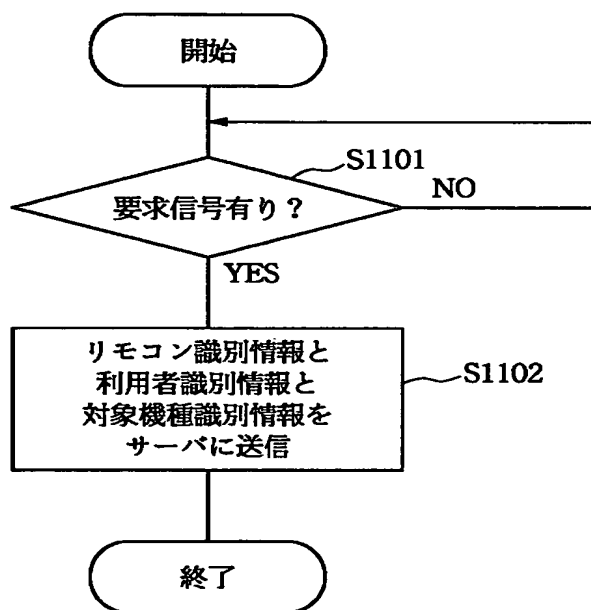 開始
S1101
要求信号有り？
NO
YES
リモコン識別情報と
利用者識別情報と
対象機種識別情報を
サーバに送信
S1102
終了